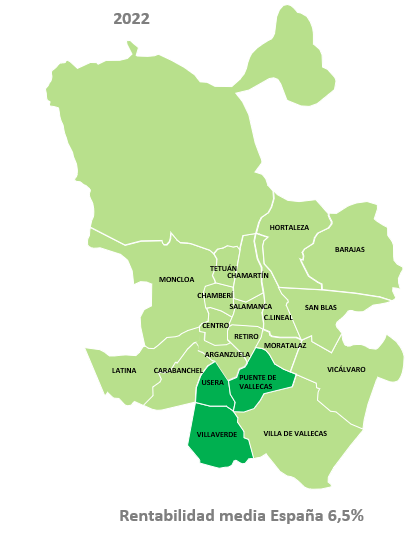 2022
HORTALEZA
BARAJAS
TETUÁN
CHAMARTÍN
MONCLOA
CHAMBERÍ
SALAMANCA
SAN BLAS
C.LINEAL
CENTRO
RETIRO
MORATALAZ
ARGANZUELA
LATINA
CARABANCHEL
USERA
PUENTE DE
VALLECAS
VICÁLVARO
VILLAVERDE
VILLA DE VALLECAS
Rentabilidad media España 6,5%